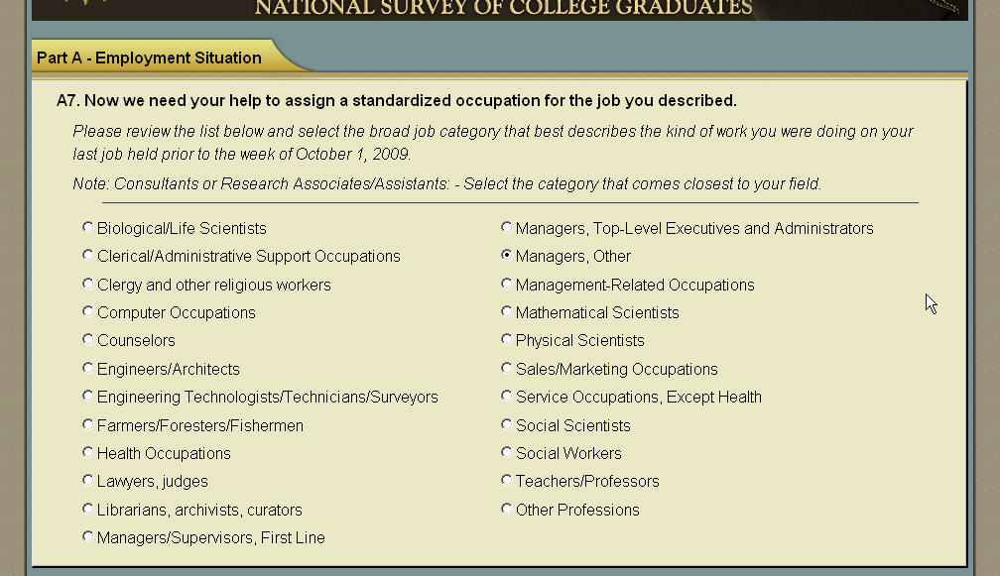 NATIONAL SURVEY OF COLLEGE GRADUATES
Part A - Employment Situation
A7. Now we need your help to assign a standardized occupation for the job you described.
Please review the list below and select the broad job category that best describes the kind of work you were doing on your
last job held prior to the week of October 1, 2009.
Note: Consultants or Research Associates/Assistants: - Select the category that comes closest to your field.
Biological/Life Scientists
Clerical/Administrative Support Occupations
Clergy and other religious workers
Computer Occupations
Counselors
Engineers/Architects
Engineering Technologists/Technicians/Surveyors
Farmers/Foresters/Fishermen
Health Occupations
Lawyers, judges
Librarians, archivists, curators
Managers/Supervisors, First Line
Managers, Top-Level Executives and Administrators
Managers, Other
Management-Related Occupations
Mathematical Scientists
Physical Scientists
Sales/Marketing Occupations
Service Occupations, Except Health
Social Scientists
Social Workers
Teachers/Professors
Other Professions